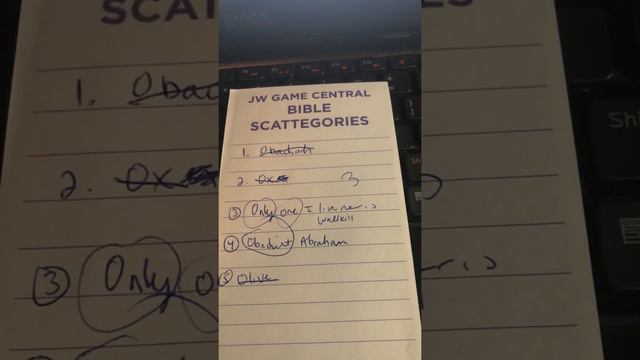 JW GAME CENTRAL
BIBLE
SCATTEGORIES
1. Obadiah
2. Ox
3
③ Only one I live near is
Wallkill
④ Obedient Abraham
⑤ Olive